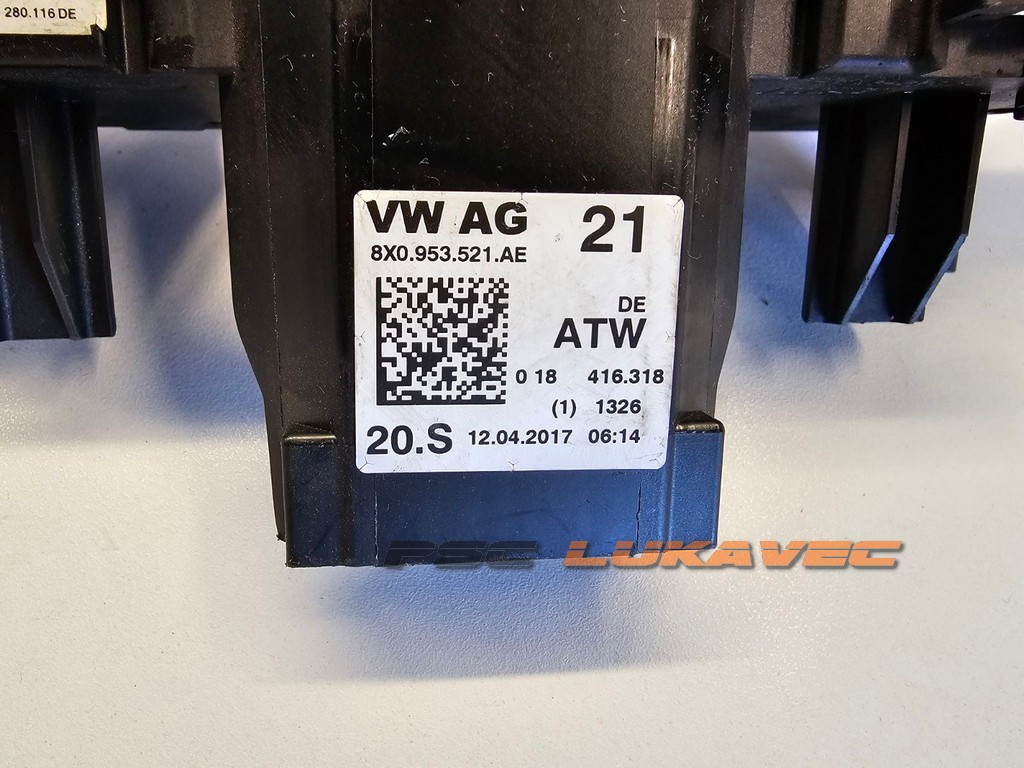 280.116 DE
VW AG 21
8X0.953.521.AE
DE
ATW
0 18 416.318
(1) 1326
20.S 12.04.2017 06:14
PSC LUKAVEC